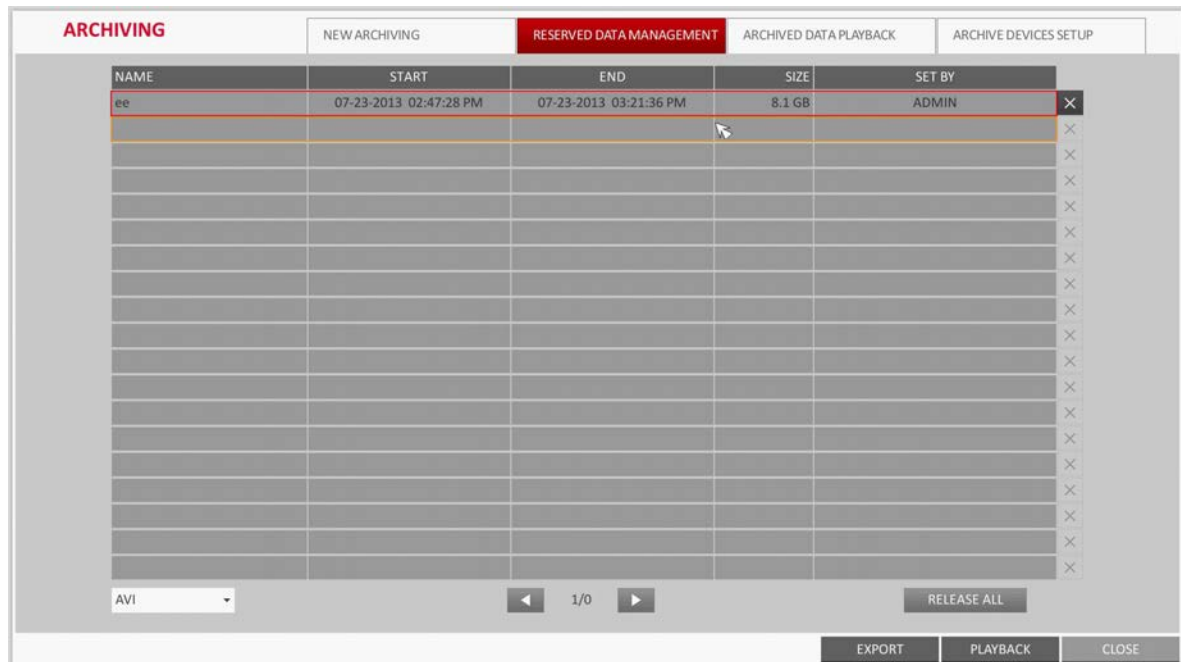 ARCHIVING
NEW ARCHIVING RESERVED DATA MANAGEMENT ARCHIVED DATA PLAYBACK ARCHIVE DEVICES SETUP
NAME START END SIZE SET BY
ee 07-23-2013 02:47:28 PM 07-23-2013 03:21:36 PM 8.1 GB ADMIN
AVI 1/0 RELEASE ALL
EXPORT PLAYBACK CLOSE